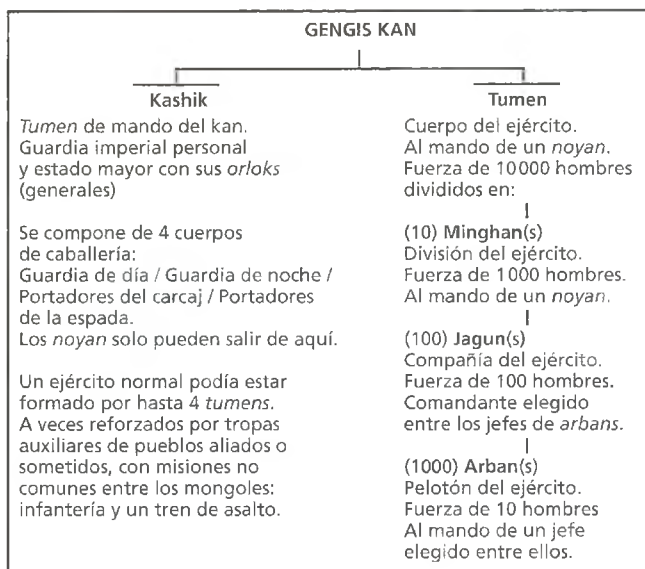 GENGIS KAN
Kashik
Tumen de mando del kan.
Guardia imperial personal
y estado mayor con sus orloks
(generales)
Se compone de 4 cuerpos
de caballería:
Guardia de día / Guardia de noche /
Portadores del carcaj / Portadores
de la espada.
Los noyan solo pueden salir de aquí.
Un ejército normal podía estar
formado por hasta 4 tumens.
A veces reforzados por tropas
auxiliares de pueblos aliados o
sometidos, con misiones no
comunes entre los mongoles:
infantería y un tren de asalto.
Tumen
Cuerpo del ejército.
Al mando de un noyan.
Fuerza de 10000 hombres
divididos en:
(10) Minghan(s)
División del ejército.
Fuerza de 1000 hombres.
Al mando de un noyan.
(100) Jagun(s)
Compañía del ejército.
Fuerza de 100 hombres.
Comandante elegido
entre los jefes de arbans.
(1000) Arban(s)
Pelotón del ejército.
Fuerza de 10 hombres
Al mando de un jefe
elegido entre ellos.